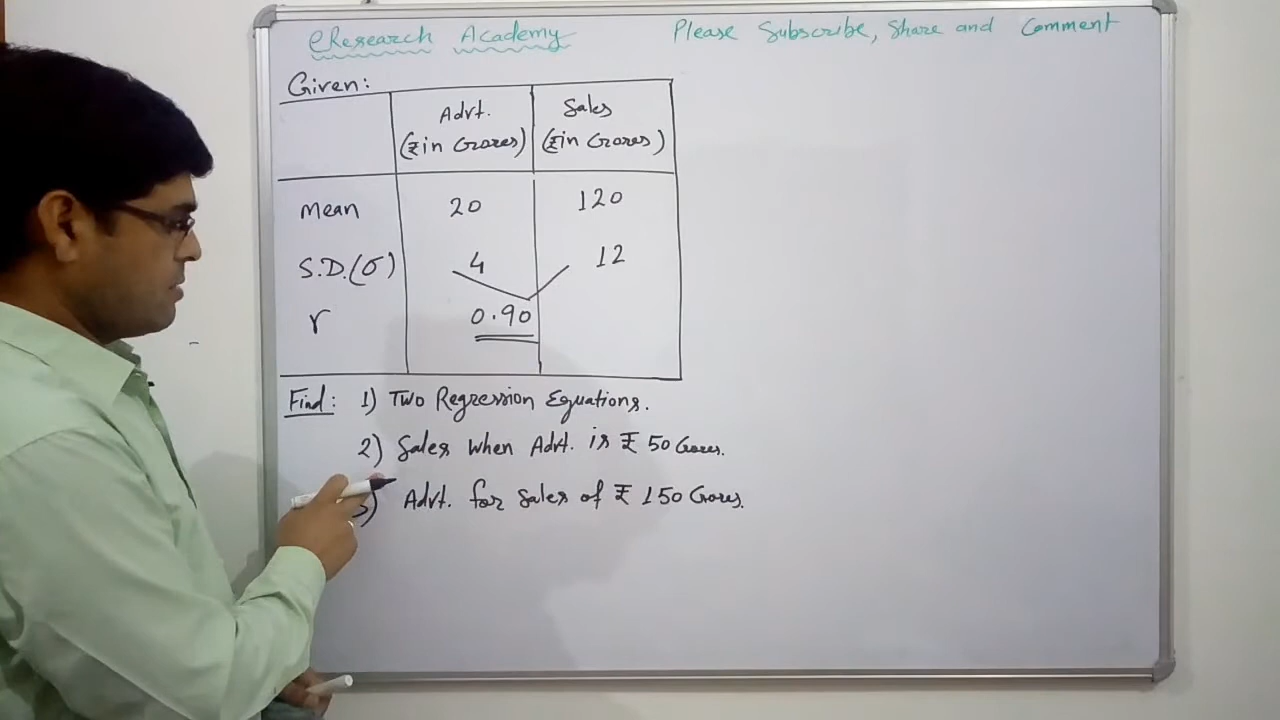 eResearch Academy Please Subscribe, Share and Comment
Given:
Advt. Sales
(₹ in Crores) (₹ in Crores)
Mean 20 120
S.D.(σ) 4 12
r 0.90
Find: 1) Two Regression Equations.
2) Sales when Advt. is ₹ 50 Crores.
3) Advt. for Sales of ₹ 150 Crores.